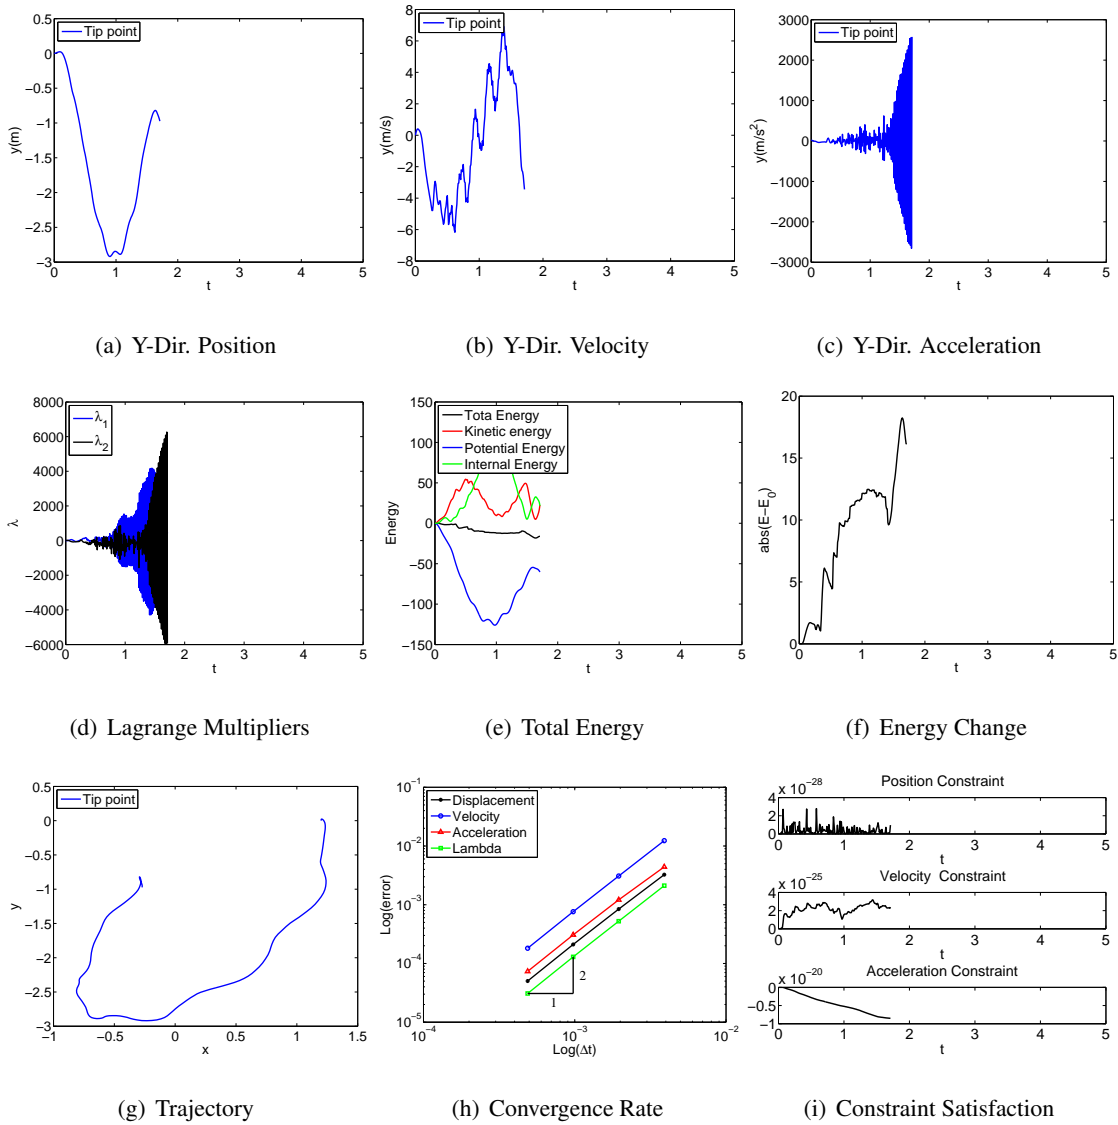 0.5
0
−0.5
−1
−1.5
−2
−2.5
−3
0 1 2 3 4 5
y(m)
t
Tip point
(a) Y-Dir. Position
8
6
4
2
0
−2
−4
−6
−8
0 1 2 3 4 5
y(m/s)
t
Tip point
(b) Y-Dir. Velocity
3000
2000
1000
0
−1000
−2000
−3000
0 1 2 3 4 5
y(m/s²)
t
Tip point
(c) Y-Dir. Acceleration
8000
6000
4000
2000
0
−2000
−4000
−6000
0 1 2 3 4 5
λ
t
λ₁
λ₂
(d) Lagrange Multipliers
150
100
50
0
−50
−100
−150
0 1 2 3 4 5
Energy
t
Tota Energy
Kinetic energy
Potential Energy
Internal Energy
(e) Total Energy
20
15
10
5
0
0 1 2 3 4 5
abs(E−E₀)
t
(f) Energy Change
0.5
0
−0.5
−1
−1.5
−2
−2.5
−3
−1 −0.5 0 0.5 1 1.5
y
x
Tip point
(g) Trajectory
10⁻¹
10⁻²
10⁻³
10⁻⁴
10⁻⁵
10⁻⁴ 10⁻³ 10⁻²
Log(error)
Log(Δt)
Displacement
Velocity
Acceleration
Lambda
2
1
(h) Convergence Rate
x 10⁻²⁸
Position Constraint
4
2
0
0 1 2 3 4 5
t
x 10⁻²⁵
Velocity Constraint
4
2
0
0 1 2 3 4 5
t
x 10⁻²⁰
Acceleration Constraint
0
−0.5
−1
0 1 2 3 4 5
t
(i) Constraint Satisfaction